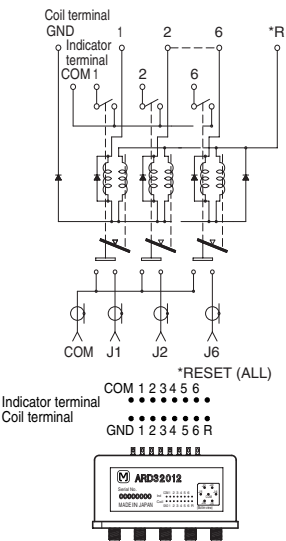 Coil terminal
GND 1 2 6 *R
Indicator
terminal
COM 1 2 6
COM J1 J2 J6
*RESET (ALL)
COM 1 2 3 4 5 6
Indicator terminal
Coil terminal
GND 1 2 3 4 5 6 R
M ARD32012
Serial No.
00000000
MADE IN JAPAN